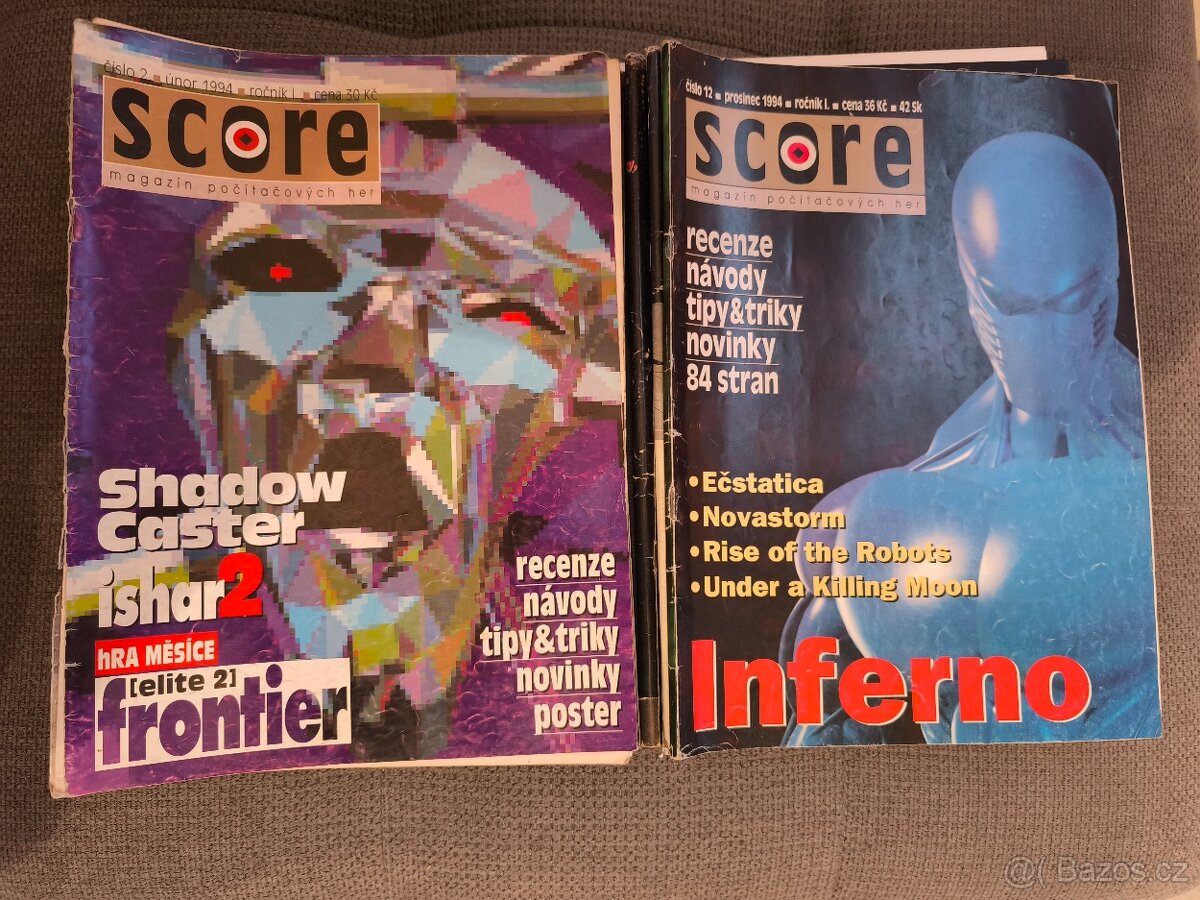 číslo 2 ▪ únor 1994 ▪ ročník I. ▪ cena 30 Kč
score
magazín počítačových her
Shadow
Caster
ishar2
hRA MĚSÍCE
[elite 2]
frontier
recenze
návody
tipy&triky
novinky
poster
číslo 12 ▪ prosinec 1994 ▪ ročník I. ▪ cena 36 Kč ▪ 42 Sk
score
magazín počítačových her
recenze
návody
tipy&triky
novinky
84 stran
•Ečstatica
•Novastorm
•Rise of the Robots
•Under a Killing Moon
Inferno
@( Bazos.cz